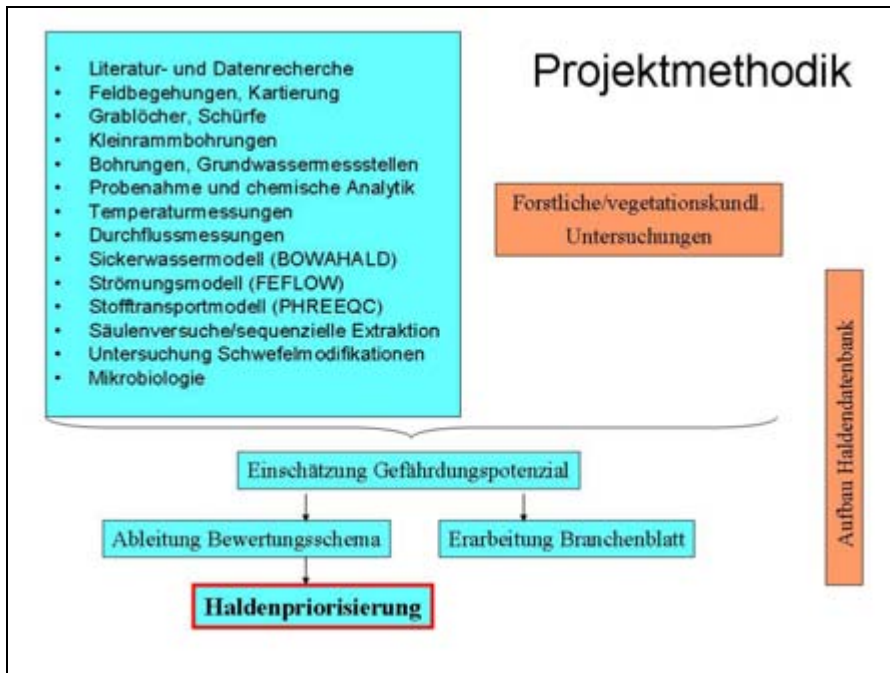 Projektmethodik
• Literatur- und Datenrecherche
• Feldbegehungen, Kartierung
• Grablöcher, Schürfe
• Kleinrammbohrungen
• Bohrungen, Grundwassermessstellen
• Probenahme und chemische Analytik
• Temperaturmessungen
• Durchflussmessungen
• Sickerwassermodell (BOWAHALD)
• Strömungsmodell (FEFLOW)
• Stofftransportmodell (PHREEQC)
• Säulenversuche/sequenzielle Extraktion
• Untersuchung Schwefelmodifikationen
• Mikrobiologie
Forstliche/vegetationskundl.
Untersuchungen
Aufbau Haldendatenbank
Einschätzung Gefährdungspotenzial
Ableitung Bewertungsschema
Erarbeitung Branchenblatt
Haldenpriorisierung